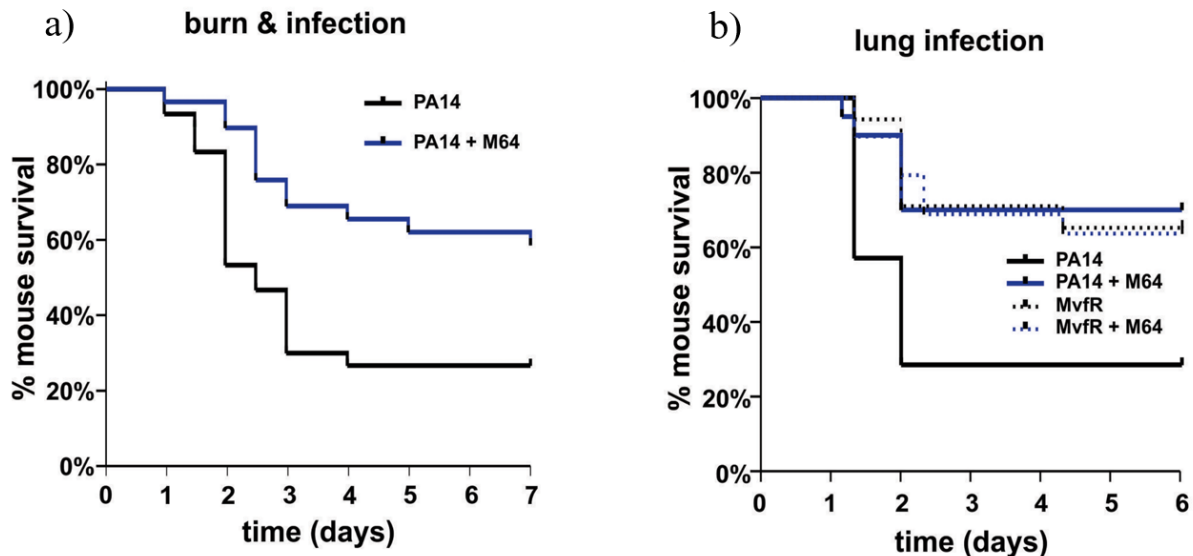 a)
burn & infection
100%
80%
60%
40%
20%
0%
% mouse survival
PA14
PA14 + M64
0 1 2 3 4 5 6 7
time (days)
b)
lung infection
100%
80%
60%
40%
20%
0%
% mouse survival
PA14
PA14 + M64
MvfR
MvfR + M64
0 1 2 3 4 5 6
time (days)